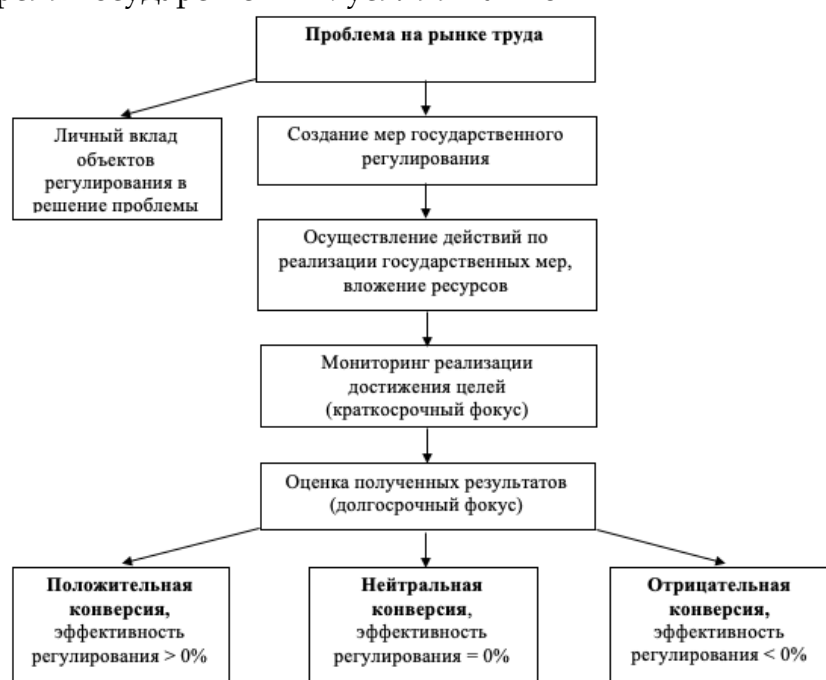 Проблема на рынке труда
Личный вклад
объектов
регулирования в
решение проблемы
Создание мер государственного
регулирования
Осуществление действий по
реализации государственных мер,
вложение ресурсов
Мониторинг реализации
достижения целей
(краткосрочный фокус)
Оценка полученных результатов
(долгосрочный фокус)
Положительная
конверсия,
эффективность
регулирования > 0%
Нейтральная
конверсия,
эффективность
регулирования = 0%
Отрицательная
конверсия,
эффективность
регулирования < 0%